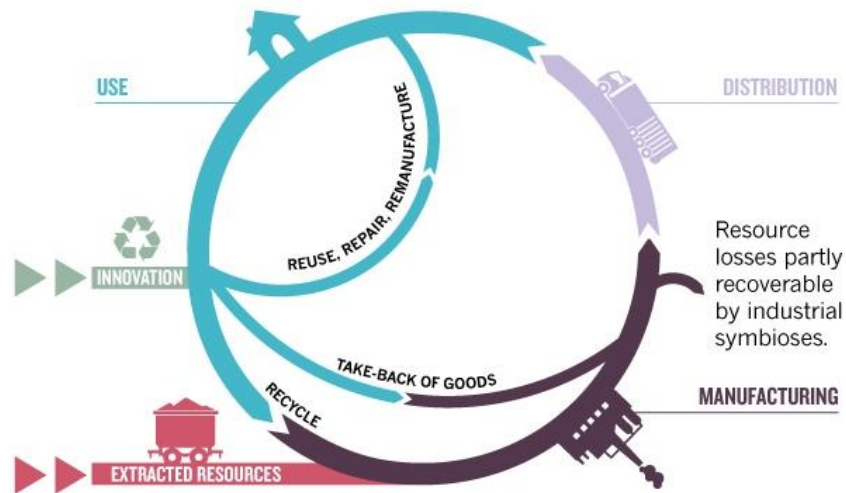 USE
DISTRIBUTION
REUSE, REPAIR, REMANUFACTURE
INNOVATION
Resource
losses partly
recoverable
by industrial
symbioses.
TAKE-BACK OF GOODS
RECYCLE
MANUFACTURING
EXTRACTED RESOURCES